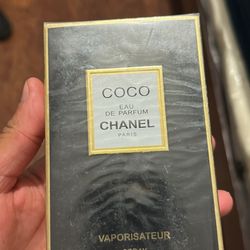 COCO
EAU
DE PARFUM
CHANEL
PARIS
VAPORISATEUR